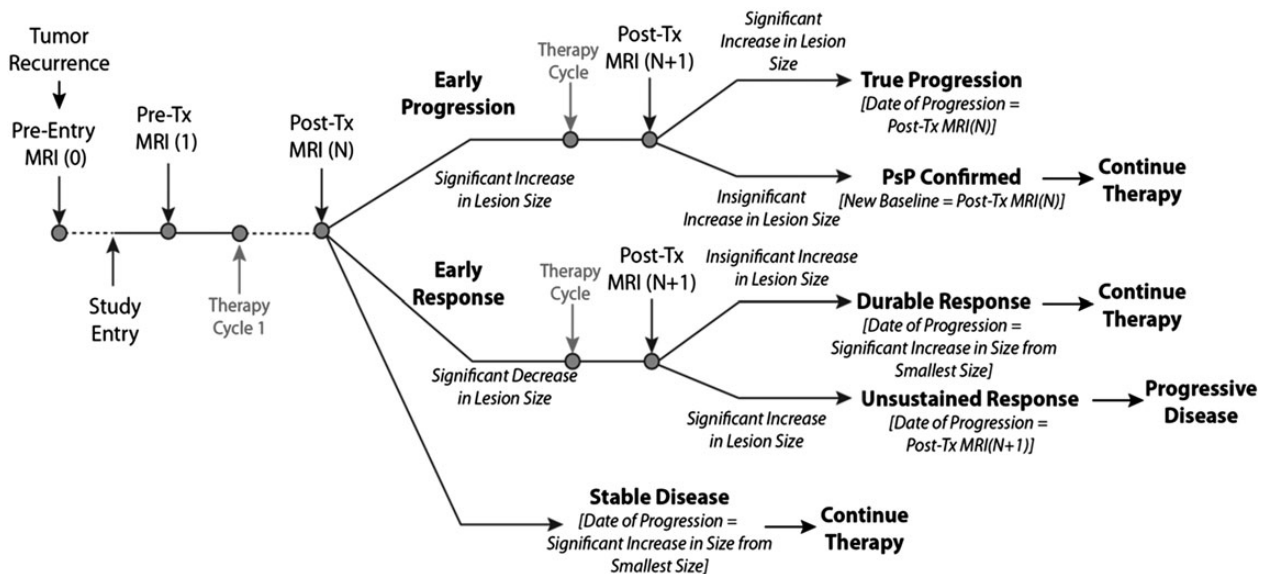 Tumor
Recurrence
Pre-Entry
MRI (0)
Study
Entry
Pre-Tx
MRI (1)
Therapy
Cycle 1
Post-Tx
MRI (N)
Early
Progression
Significant Increase
in Lesion Size
Therapy
Cycle
Post-Tx
MRI (N+1)
Significant
Increase in Lesion
Size
True Progression
[Date of Progression =
Post-Tx MRI(N)]
Insignificant
Increase in Lesion Size
PsP Confirmed
[New Baseline = Post-Tx MRI(N)]
Continue
Therapy
Early
Response
Significant Decrease
in Lesion Size
Therapy
Cycle
Post-Tx
MRI (N+1)
Insignificant Increase
in Lesion Size
Durable Response
[Date of Progression =
Significant Increase in Size from
Smallest Size]
Continue
Therapy
Significant Increase
in Lesion Size
Unsustained Response
[Date of Progression =
Post-Tx MRI(N+1)]
Progressive
Disease
Stable Disease
[Date of Progression =
Significant Increase in Size from
Smallest Size]
Continue
Therapy